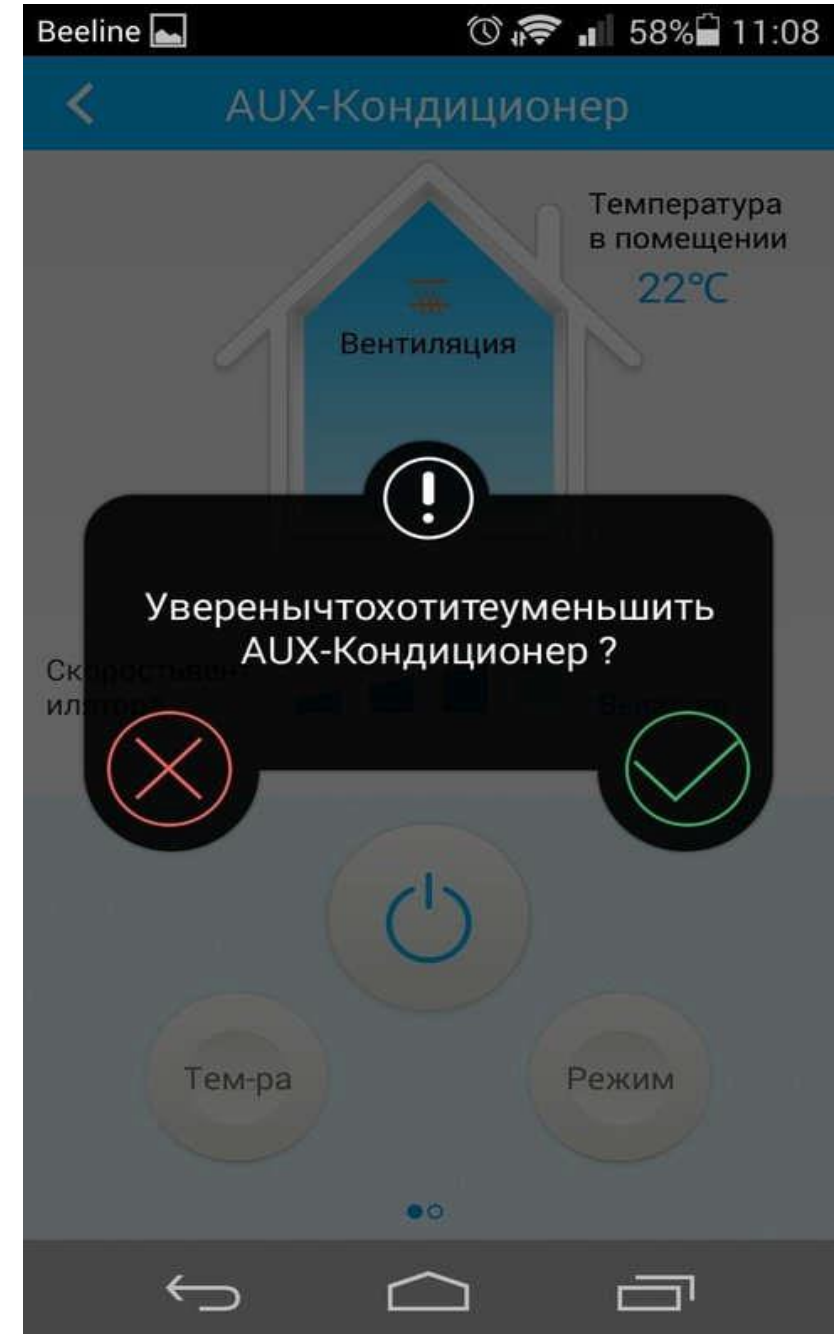 Beeline 58% 11:08
AUX-Кондиционер
Температура
в помещении
22°C
Вентиляция
Уверенычтохотитеуменьшить
AUX-Кондиционер ?
Тем-ра
Режим